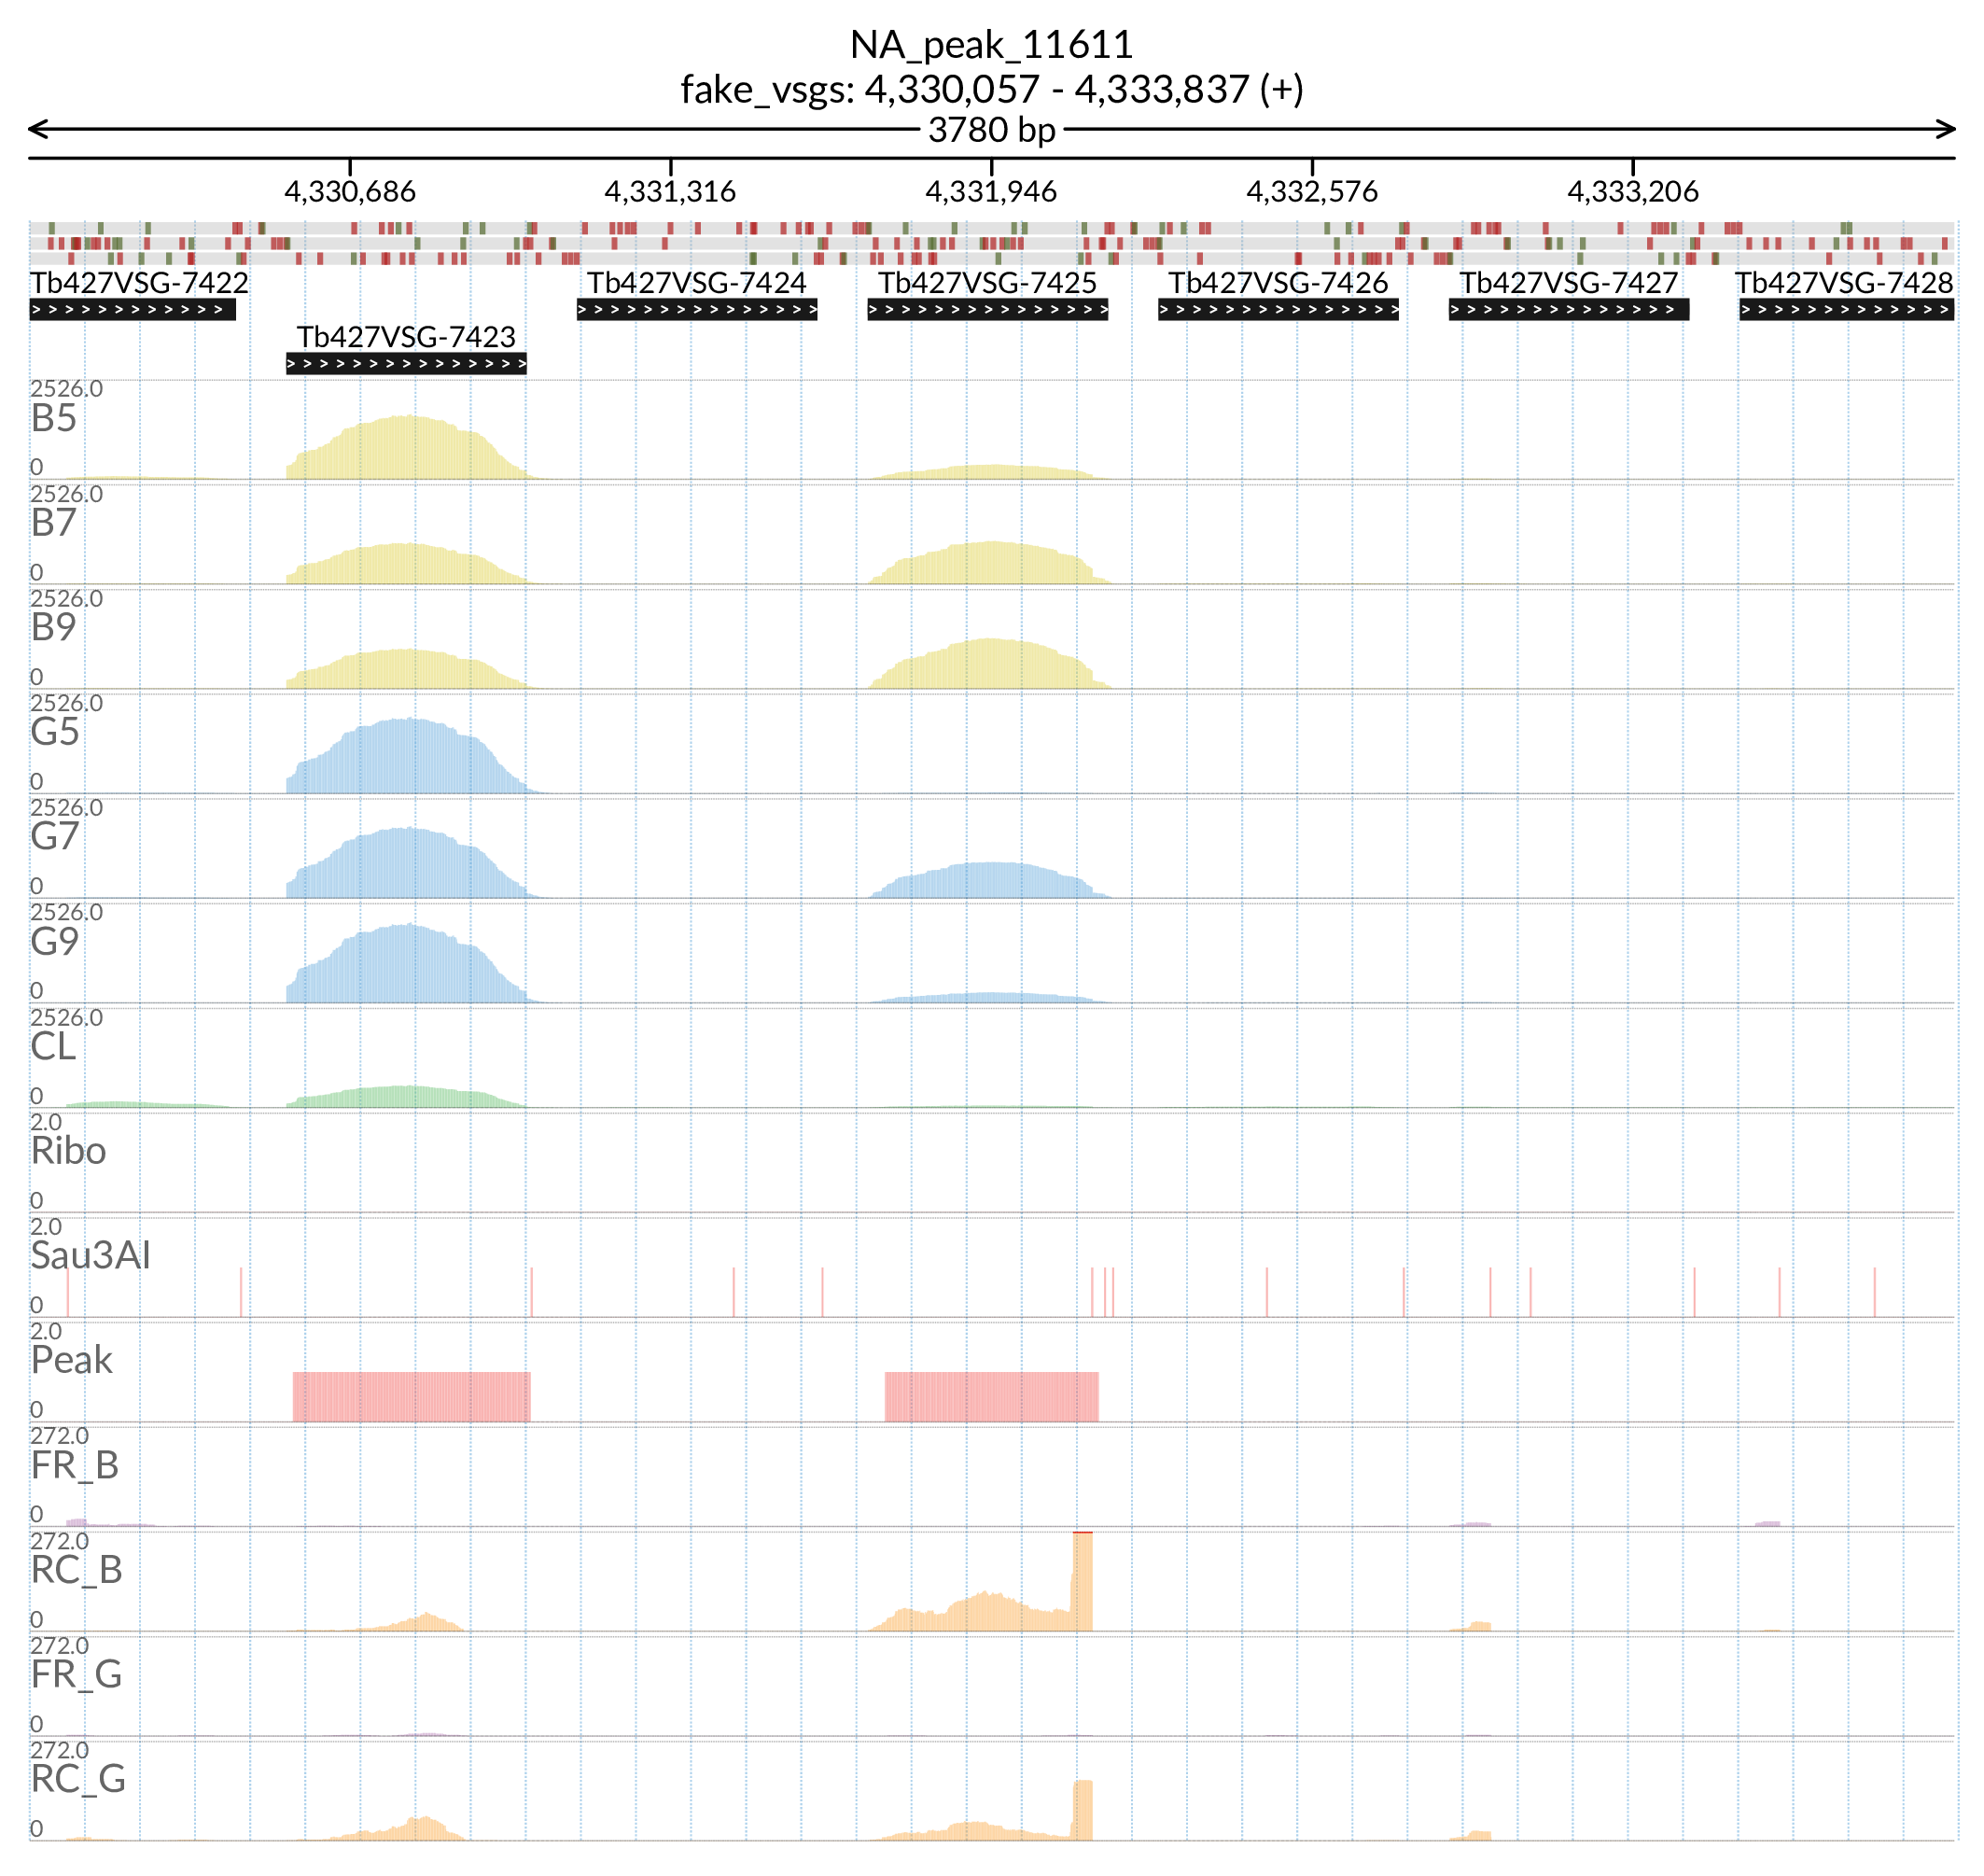 NA_peak_11611
fake_vsgs: 4,330,057 - 4,333,837 (+)
3780 bp
4,330,686 4,331,316 4,331,946 4,332,576 4,333,206
Tb427VSG-7422 Tb427VSG-7424 Tb427VSG-7425 Tb427VSG-7426 Tb427VSG-7427 Tb427VSG-7428
Tb427VSG-7423
2526.0
B5
0
2526.0
B7
0
2526.0
B9
0
2526.0
G5
0
2526.0
G7
0
2526.0
G9
0
2526.0
CL
0
2.0
Ribo
0
2.0
Sau3AI
0
2.0
Peak
0
272.0
FR_B
0
272.0
RC_B
0
272.0
FR_G
0
272.0
RC_G
0